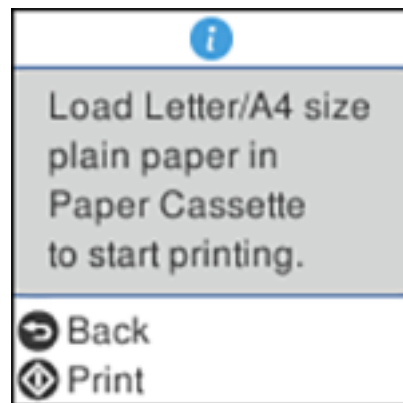 Load Letter/A4 size
plain paper in
Paper Cassette
to start printing.
Back
Print